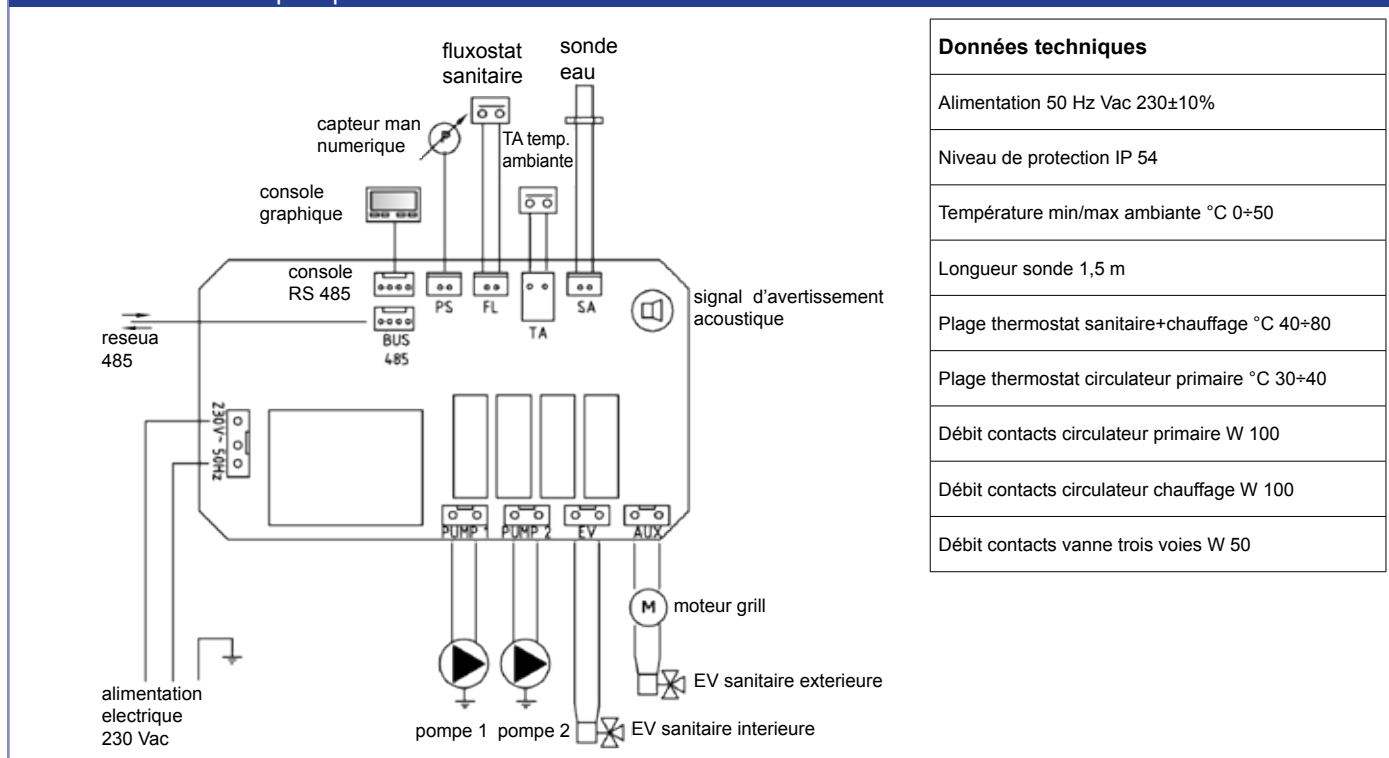 fluxostat
sanitaire
sonde
eau
capteur man
numerique
P
TA temp.
ambiante
console
graphique
console
RS 485
PS
FL
TA
SA
signal d’avertissement
acoustique
reseua
485
BUS
485
230V~ 50Hz
PUMP 1
PUMP 2
EV
AUX
M
moteur grill
EV sanitaire exterieure
alimentation
electrique
230 Vac
pompe 1
pompe 2
EV sanitaire interieure
Données techniques
Alimentation 50 Hz Vac 230±10%
Niveau de protection IP 54
Température min/max ambiante °C 0÷50
Longueur sonde 1,5 m
Plage thermostat sanitaire+chauffage °C 40÷80
Plage thermostat circulateur primaire °C 30÷40
Débit contacts circulateur primaire W 100
Débit contacts circulateur chauffage W 100
Débit contacts vanne trois voies W 50